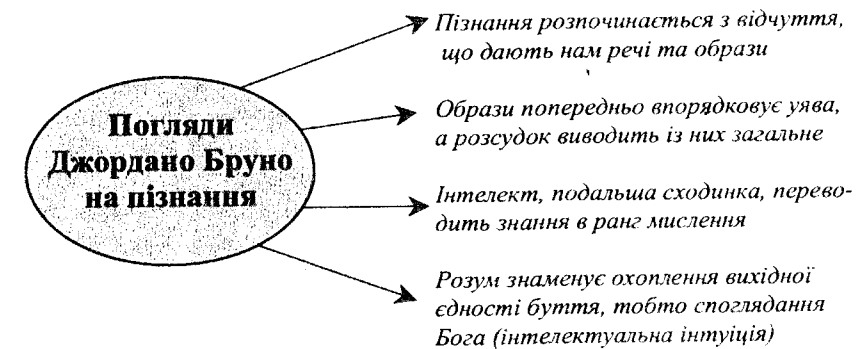 Погляди
Джордано Бруно
на пізнання
Пізнання розпочинається з відчуття,
що дають нам речі та образи
Образи попередньо впорядковує уява,
а розсудок виводить із них загальне
Інтелект, подальша сходинка, перево-
дить знання в ранг мислення
Розум знаменує охоплення вихідної
єдності буття, тобто споглядання
Бога (інтелектуальна інтуіція)